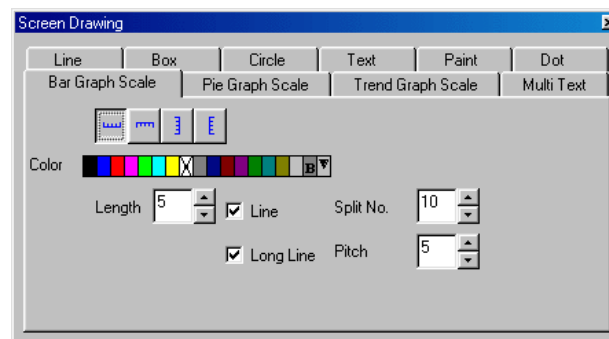 Screen Drawing
Line Box Circle Text Paint Dot
Bar Graph Scale Pie Graph Scale Trend Graph Scale Multi Text
Color B
Length 5 Line Split No. 10
Long Line Pitch 5